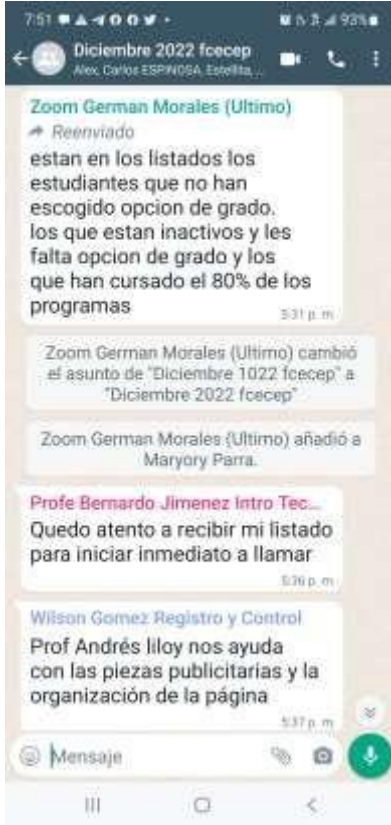 7:51
93%
Diciembre 2022 fcecep
Alex, Carlos ESPINOSA, Estellita, ...
Zoom German Morales (Ultimo)
Reenviado
estan en los listados los
estudiantes que no han
escogido opcion de grado.
los que estan inactivos y les
falta opcion de grado y los
que han cursado el 80% de los
programas
5:31 p. m.
Zoom German Morales (Ultimo) cambió
el asunto de "Diciembre 1022 fcecep" a
"Diciembre 2022 fcecep"
Zoom German Morales (Ultimo) añadió a
Maryory Parra.
Profe Bernardo Jimenez Intro Tec...
Quedo atento a recibir mi listado
para iniciar inmediato a llamar
5:36 p. m.
Wilson Gomez Registro y Control
Prof Andrés liloy nos ayuda
con las piezas publicitarias y la
organización de la página
5:37 p. m.
Mensaje